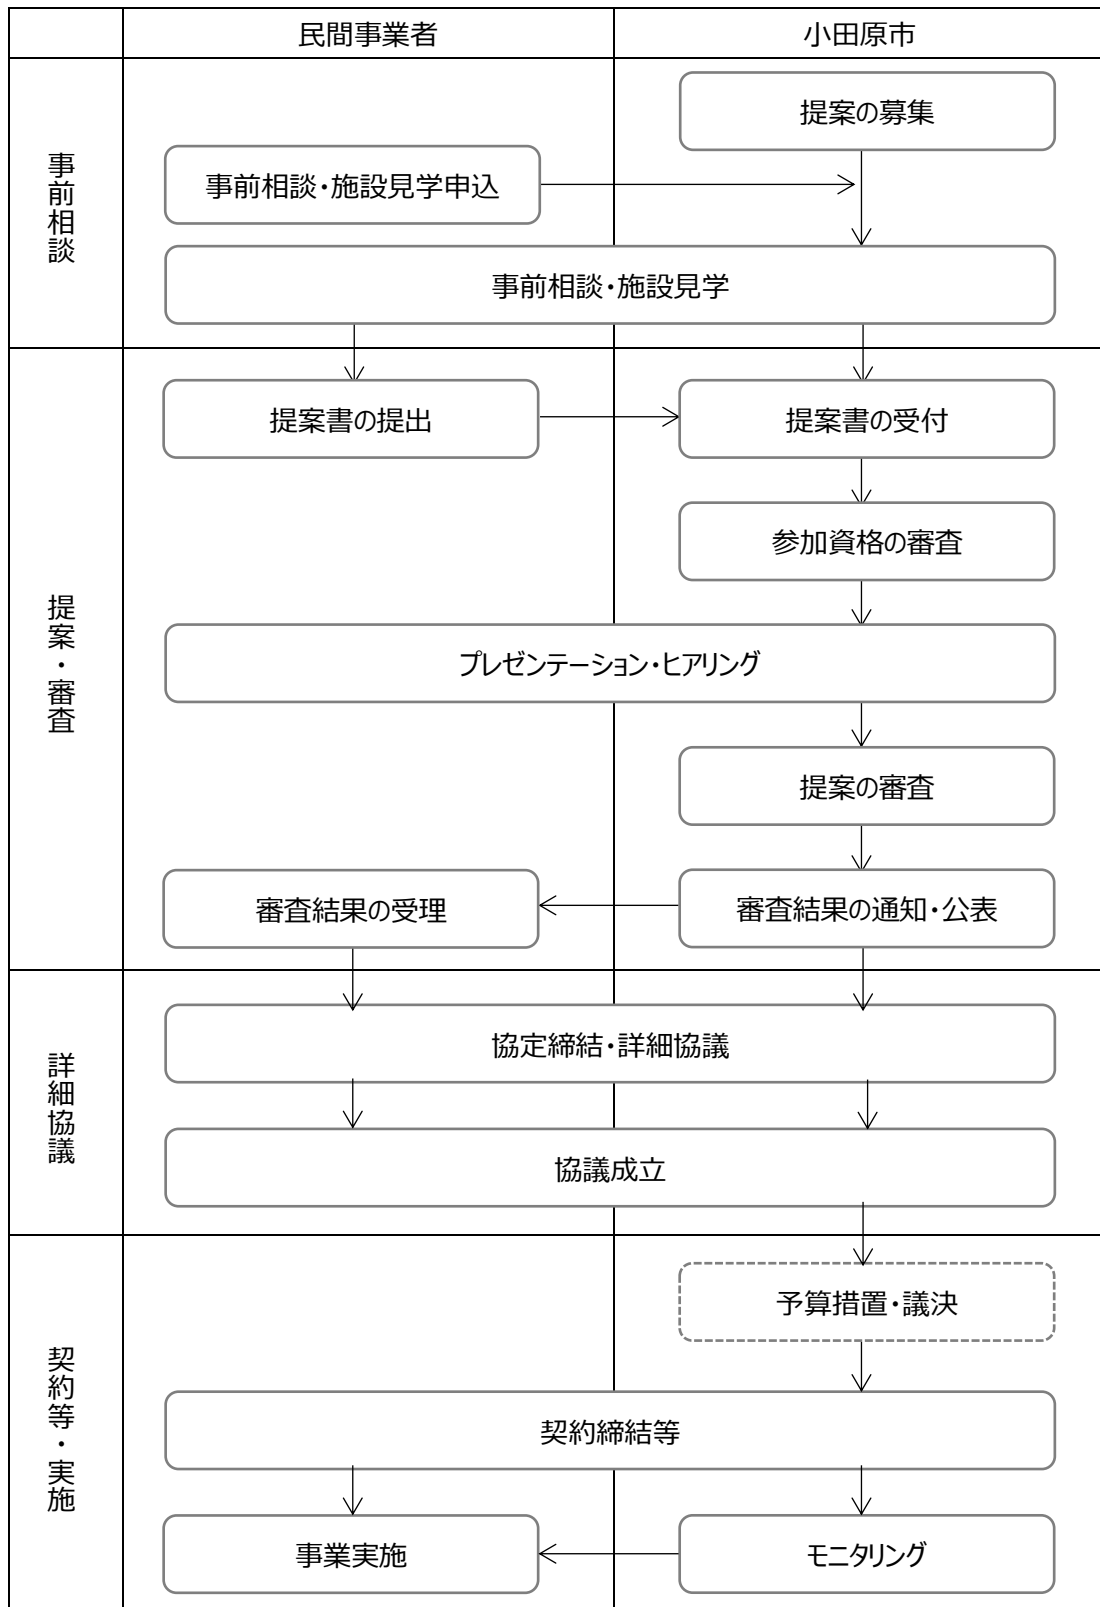 民間事業者
小田原市
事前相談
提案の募集
事前相談・施設見学申込
事前相談・施設見学
提案・審査
提案書の提出
提案書の受付
参加資格の審査
プレゼンテーション・ヒアリング
提案の審査
審査結果の受理
審査結果の通知・公表
詳細協議
協定締結・詳細協議
協議成立
契約等・実施
予算措置・議決
契約締結等
事業実施
モニタリング